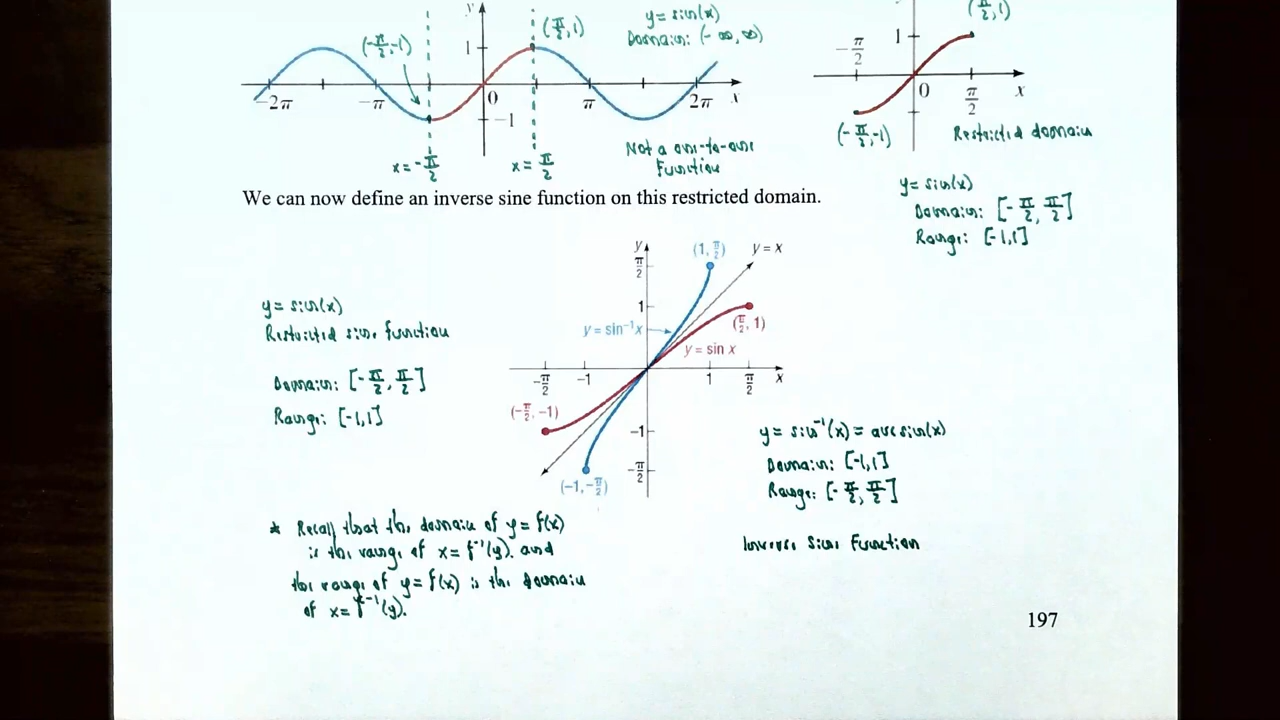 y
(-π/2, -1)
1
(π/2, 1)
y = sin(x)
Domain: (-∞, ∞)
-2π
-π
0
π
2π
x
-1
x = -π/2
x = π/2
Not a one-to-one
Function
(π/2, 1)
1
-π/2
0
π/2
x
(-π/2, -1)
Restricted domain
We can now define an inverse sine function on this restricted domain.
y = sin(x)
Domain: [-π/2, π/2]
Range: [-1, 1]
y = sin(x)
Restricted sine function
Domain: [-π/2, π/2]
Range: [-1, 1]
y
π/2
(1, π/2)
y = x
1
y = sin⁻¹x
(π/2, 1)
y = sin x
-π/2
-1
1
π/2
x
(-π/2, -1)
-1
-π/2
(-1, -π/2)
y = sin⁻¹(x) = arcsin(x)
Domain: [-1, 1]
Range: [-π/2, π/2]
Inverse Sine Function
* Recall that the domain of y = f(x)
is the range of x = f⁻¹(y). and
the range of y = f(x) is the domain
of x = f⁻¹(y).
197